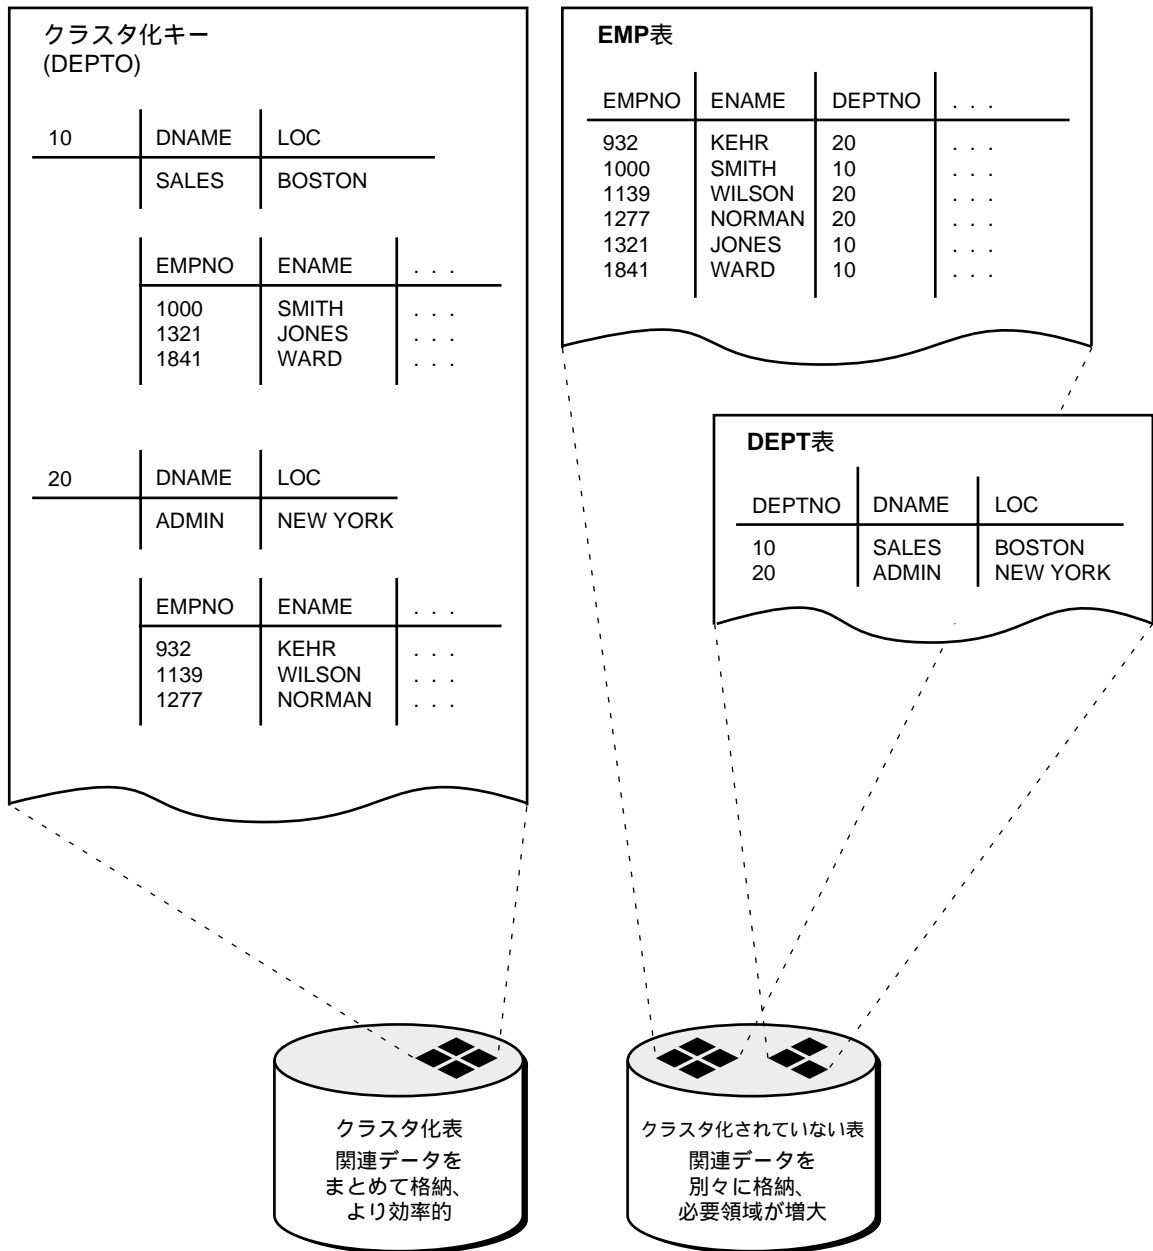 クラスタ化キー
(DEPTO)
10 DNAME LOC
SALES BOSTON
EMPNO ENAME . . .
1000 SMITH . . .
1321 JONES . . .
1841 WARD . . .
20 DNAME LOC
ADMIN NEW YORK
EMPNO ENAME . . .
932 KEHR . . .
1139 WILSON . . .
1277 NORMAN . . .
EMP表
EMPNO ENAME DEPTNO . . .
932 KEHR 20 . . .
1000 SMITH 10 . . .
1139 WILSON 20 . . .
1277 NORMAN 20 . . .
1321 JONES 10 . . .
1841 WARD 10 . . .
DEPT表
DEPTNO DNAME LOC
10 SALES BOSTON
20 ADMIN NEW YORK
クラスタ化表
関連データを
まとめて格納、
より効率的
クラスタ化されていない表
関連データを
別々に格納、
必要領域が増大